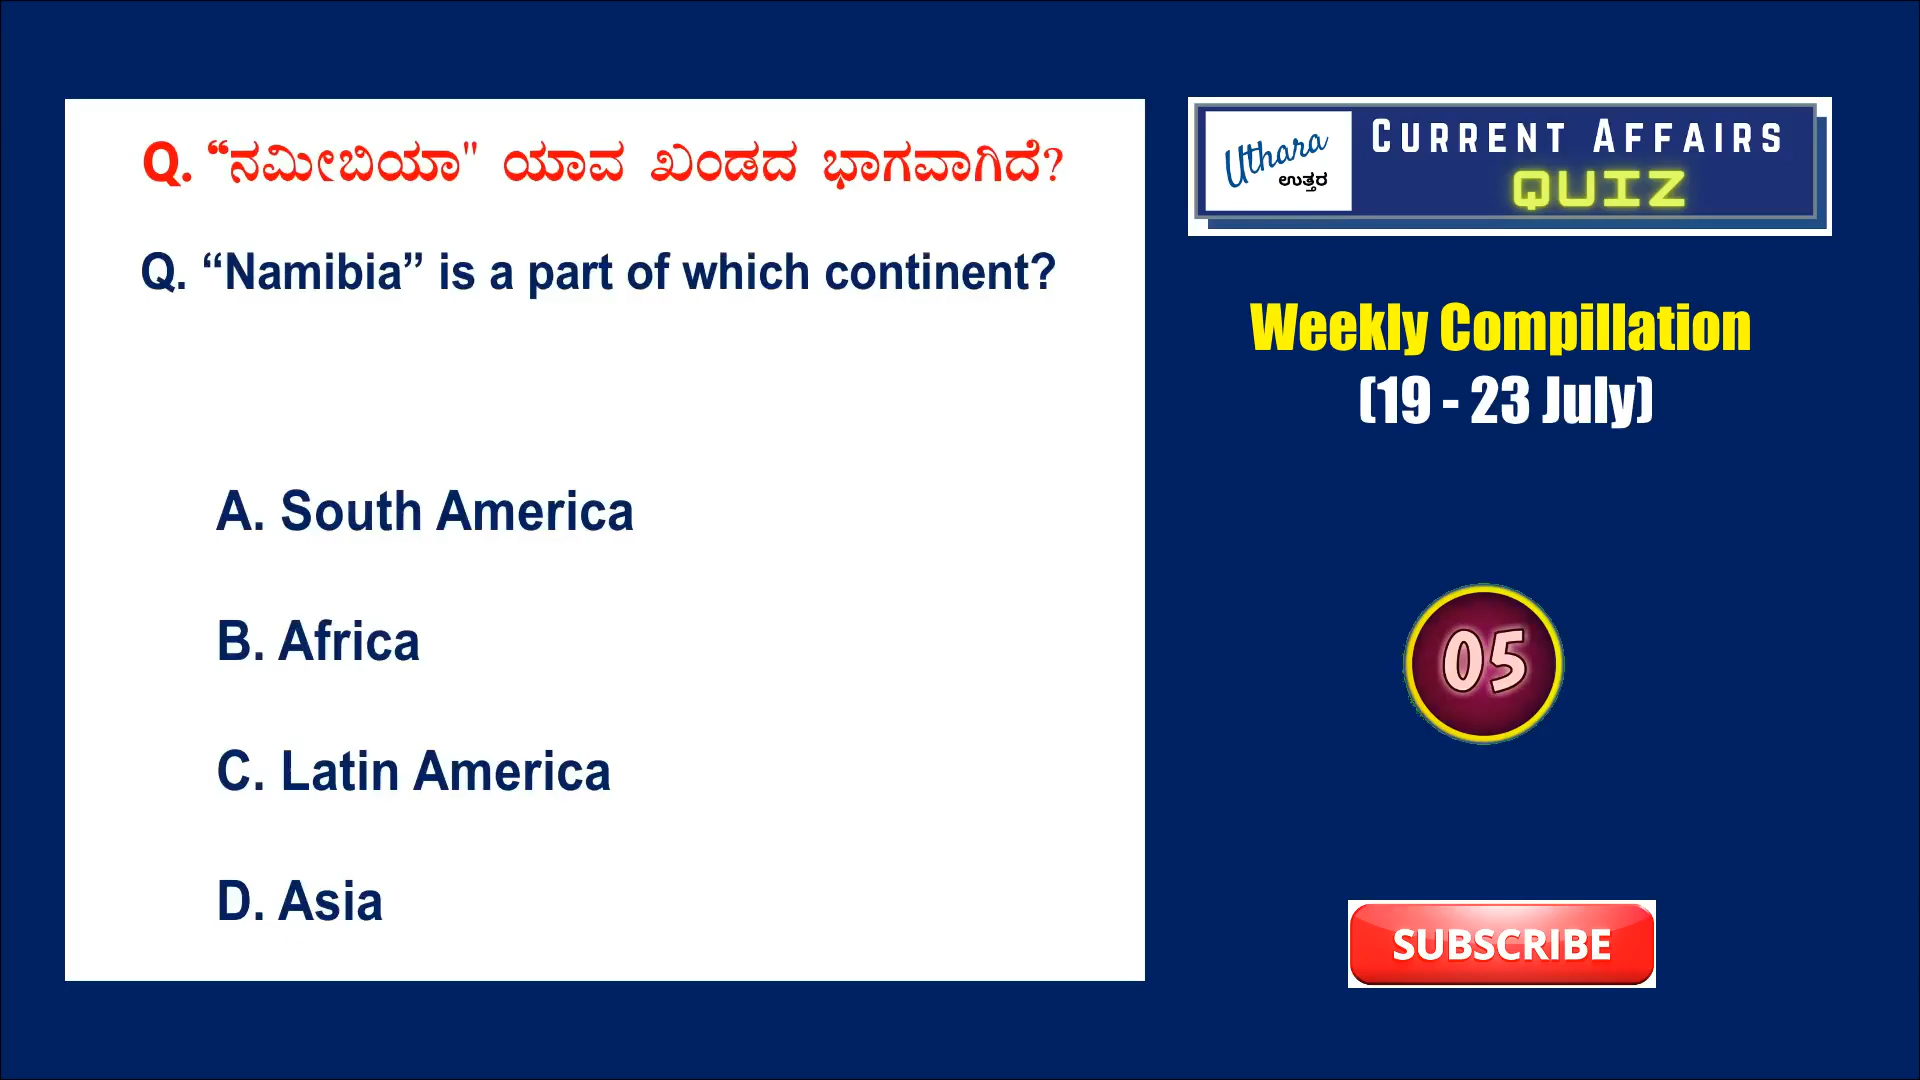 Q. “ನಮೀಬಿಯಾ" ಯಾವ ಖಂಡದ ಭಾಗವಾಗಿದೆ?
Q. “Namibia” is a part of which continent?
A. South America
B. Africa
C. Latin America
D. Asia
Uthara
ಉತ್ತರ
CURRENT AFFAIRS
QUIZ
Weekly Compillation
(19 - 23 July)
05
SUBSCRIBE